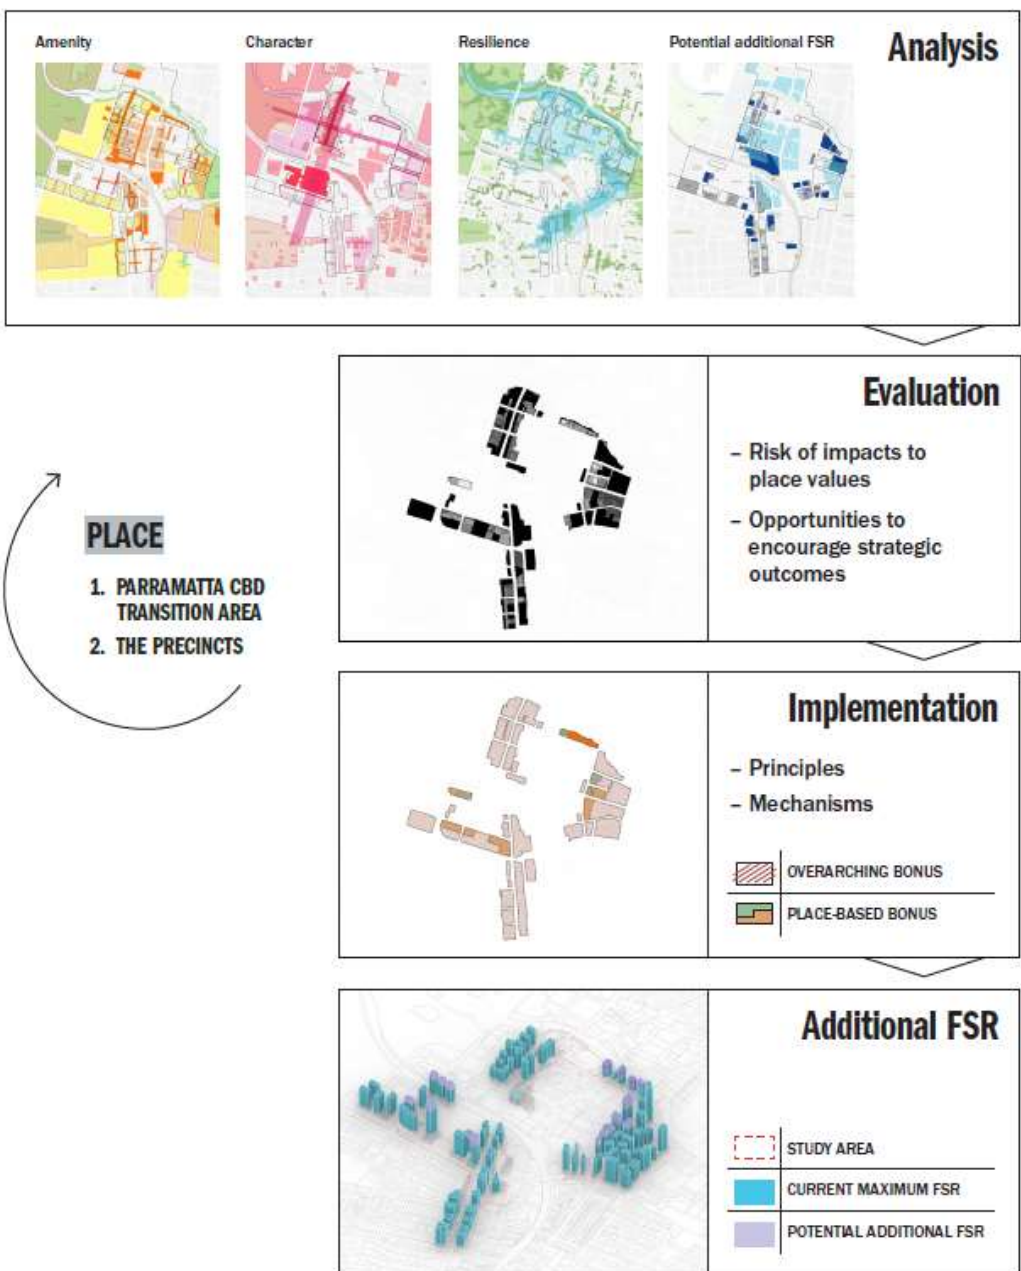 Amenity
Character
Resilience
Potential additional FSR
Analysis
Evaluation
– Risk of impacts to
place values
– Opportunities to
encourage strategic
outcomes
PLACE
1. PARRAMATTA CBD
TRANSITION AREA
2. THE PRECINCTS
Implementation
– Principles
– Mechanisms
OVERARCHING BONUS
PLACE-BASED BONUS
Additional FSR
STUDY AREA
CURRENT MAXIMUM FSR
POTENTIAL ADDITIONAL FSR